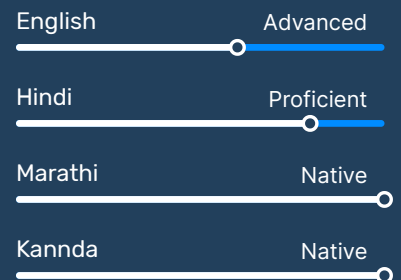 English Advanced
Hindi Proficient
Marathi Native
Kannda Native